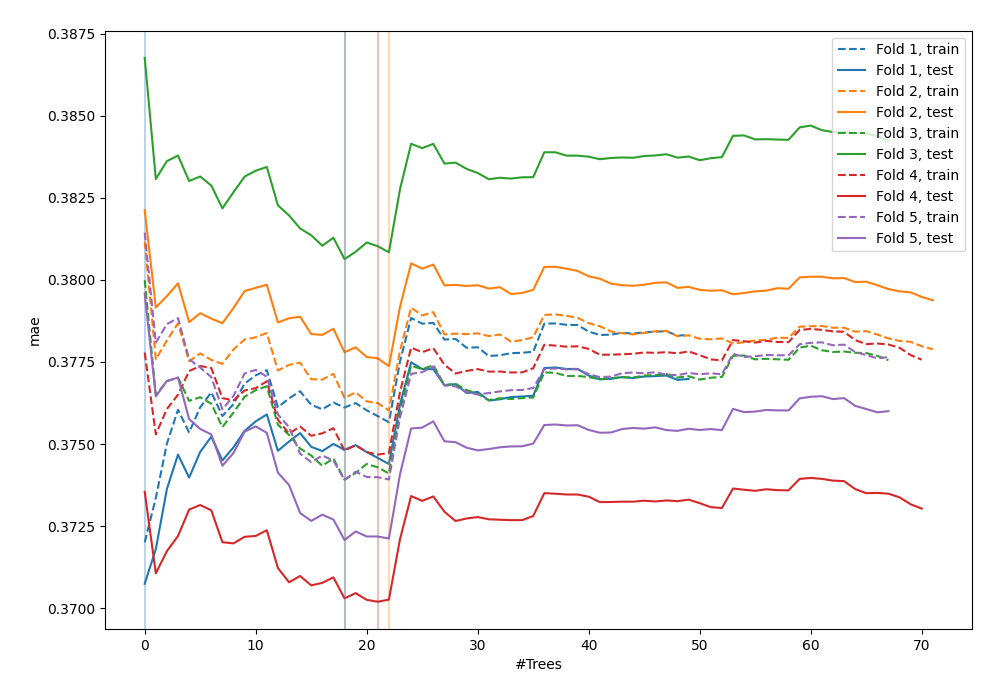 0.3875
0.3850
0.3825
0.3800
0.3775
0.3750
0.3725
0.3700
mae
0
10
20
30
40
50
60
70
#Trees
Fold 1, train
Fold 1, test
Fold 2, train
Fold 2, test
Fold 3, train
Fold 3, test
Fold 4, train
Fold 4, test
Fold 5, train
Fold 5, test